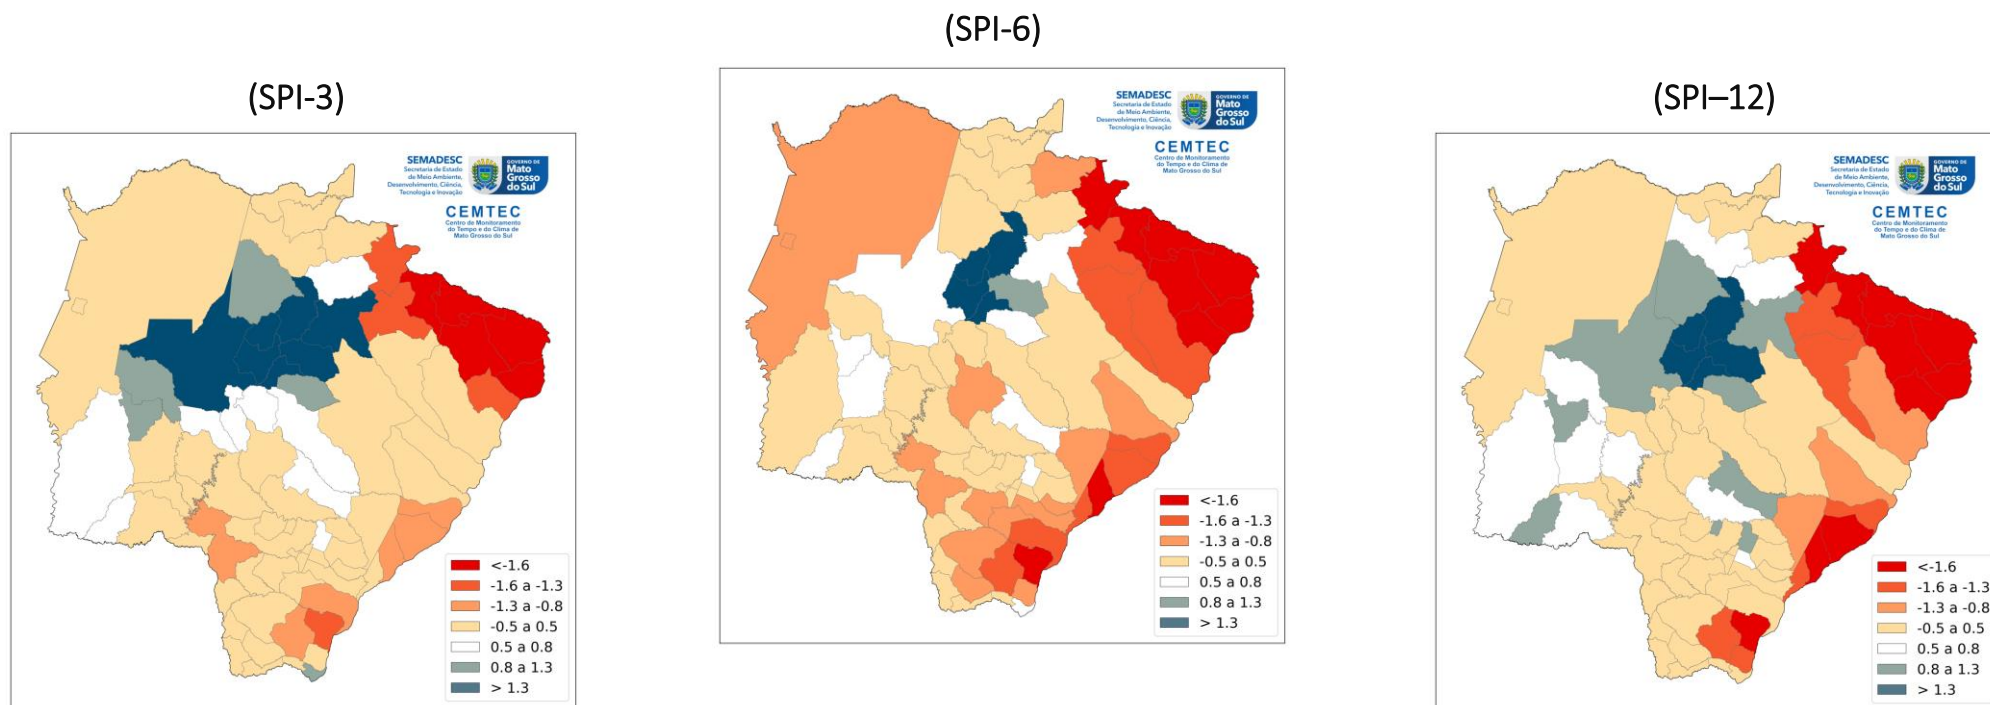 (SPI-3)
SEMADESC
Secretaria de Estado
de Meio Ambiente,
Desenvolvimento, Ciência,
Tecnologia e Inovação
GOVERNO DE
Mato
Grosso
do Sul
CEMTEC
Centro de Monitoramento
do Tempo e do Clima de
Mato Grosso do Sul
<-1.6
-1.6 a -1.3
-1.3 a -0.8
-0.5 a 0.5
0.5 a 0.8
0.8 a 1.3
> 1.3
(SPI-6)
SEMADESC
Secretaria de Estado
de Meio Ambiente,
Desenvolvimento, Ciência,
Tecnologia e Inovação
GOVERNO DE
Mato
Grosso
do Sul
CEMTEC
Centro de Monitoramento
do Tempo e do Clima de
Mato Grosso do Sul
<-1.6
-1.6 a -1.3
-1.3 a -0.8
-0.5 a 0.5
0.5 a 0.8
0.8 a 1.3
> 1.3
(SPI–12)
SEMADESC
Secretaria de Estado
de Meio Ambiente,
Desenvolvimento, Ciência,
Tecnologia e Inovação
GOVERNO DE
Mato
Grosso
do Sul
CEMTEC
Centro de Monitoramento
do Tempo e do Clima de
Mato Grosso do Sul
<-1.6
-1.6 a -1.3
-1.3 a -0.8
-0.5 a 0.5
0.5 a 0.8
0.8 a 1.3
> 1.3